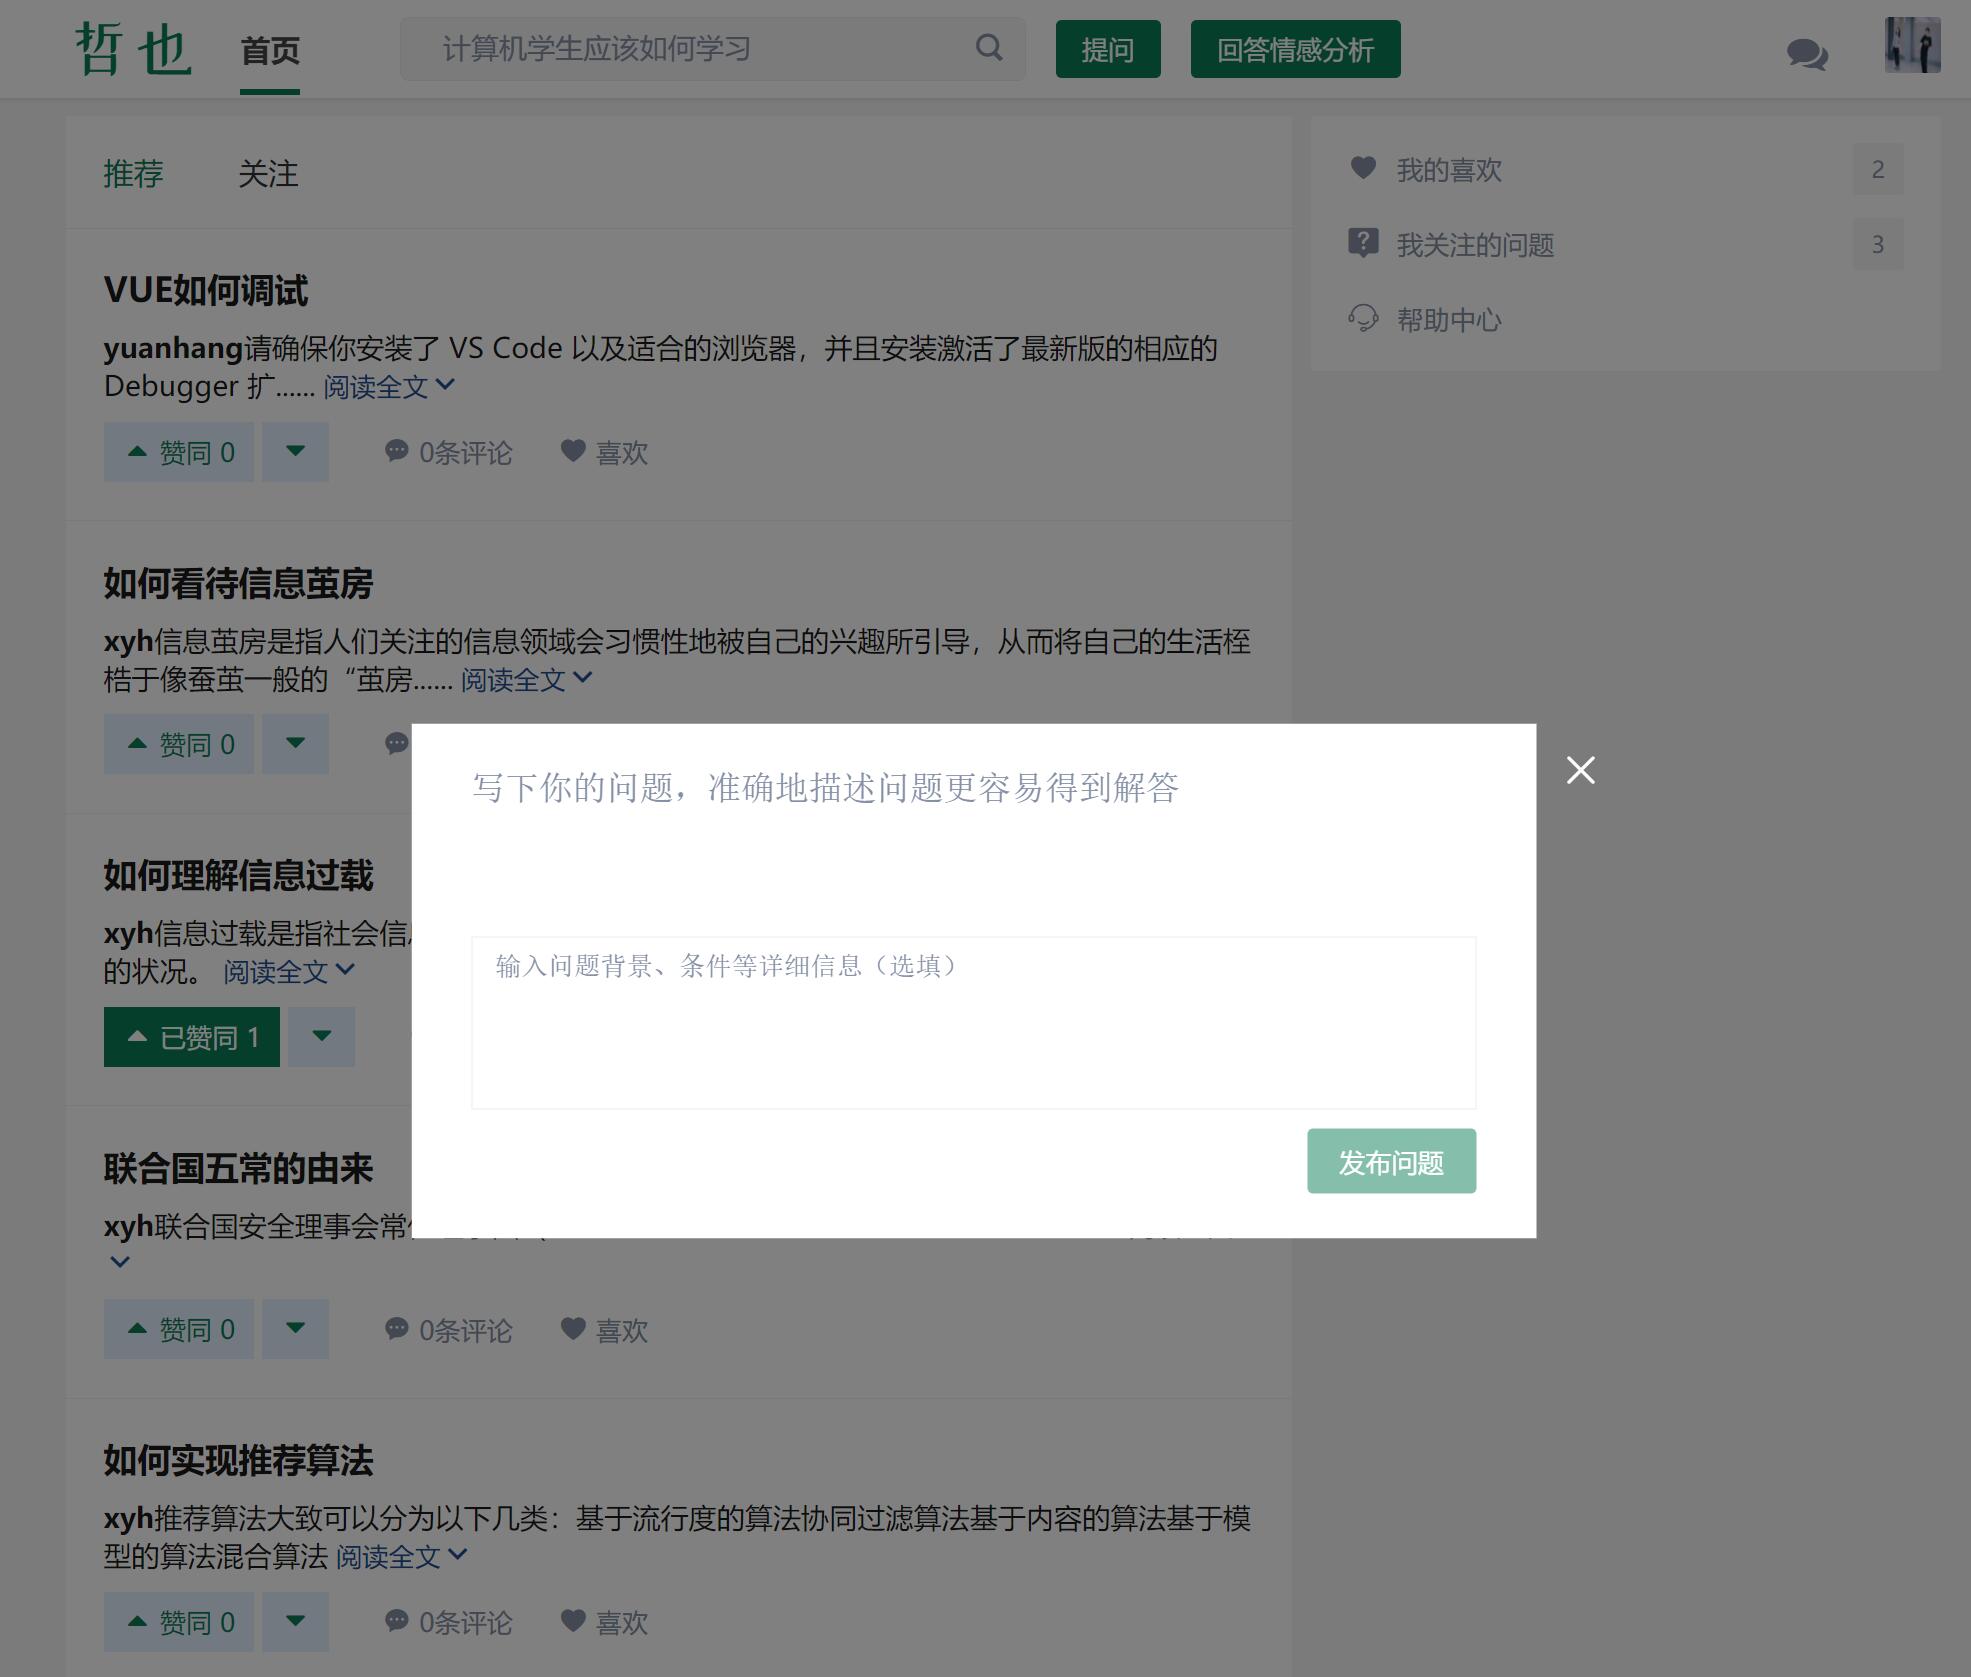 哲也
首页
计算机学生应该如何学习
提问
回答情感分析
推荐
关注
我的喜欢
2
我关注的问题
3
帮助中心
VUE如何调试
yuanhang请确保你安装了 VS Code 以及适合的浏览器，并且安装激活了最新版的相应的
Debugger 扩...... 阅读全文
赞同 0
0条评论
喜欢
如何看待信息茧房
xyh信息茧房是指人们关注的信息领域会习惯性地被自己的兴趣所引导，从而将自己的生活桎
梏于像蚕茧一般的“茧房...... 阅读全文
赞同 0
写下你的问题，准确地描述问题更容易得到解答
输入问题背景、条件等详细信息（选填）
发布问题
如何理解信息过载
xyh信息过载是指社会信
的状况。 阅读全文
已赞同 1
联合国五常的由来
xyh联合国安全理事会常
赞同 0
0条评论
喜欢
如何实现推荐算法
xyh推荐算法大致可以分为以下几类：基于流行度的算法协同过滤算法基于内容的算法基于模
型的算法混合算法 阅读全文
赞同 0
0条评论
喜欢